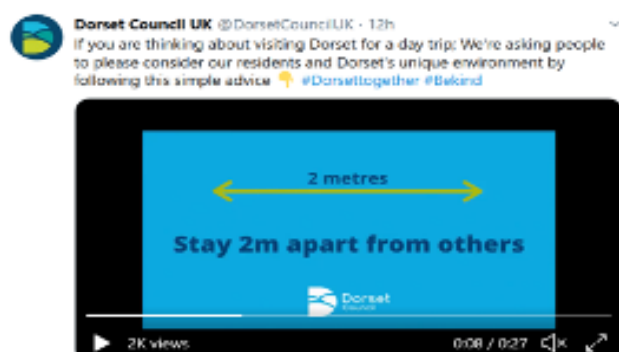 Dorset Council UK @DorsetCouncilUK · 12h
If you are thinking about visiting Dorset for a day trip; We're asking people
to please consider our residents and Dorset's unique environment by
following this simple advice 👇 #Dorsettogether #Bekind
2 metres
Stay 2m apart from others
Dorset
Council
2K views
0:08 / 0:27